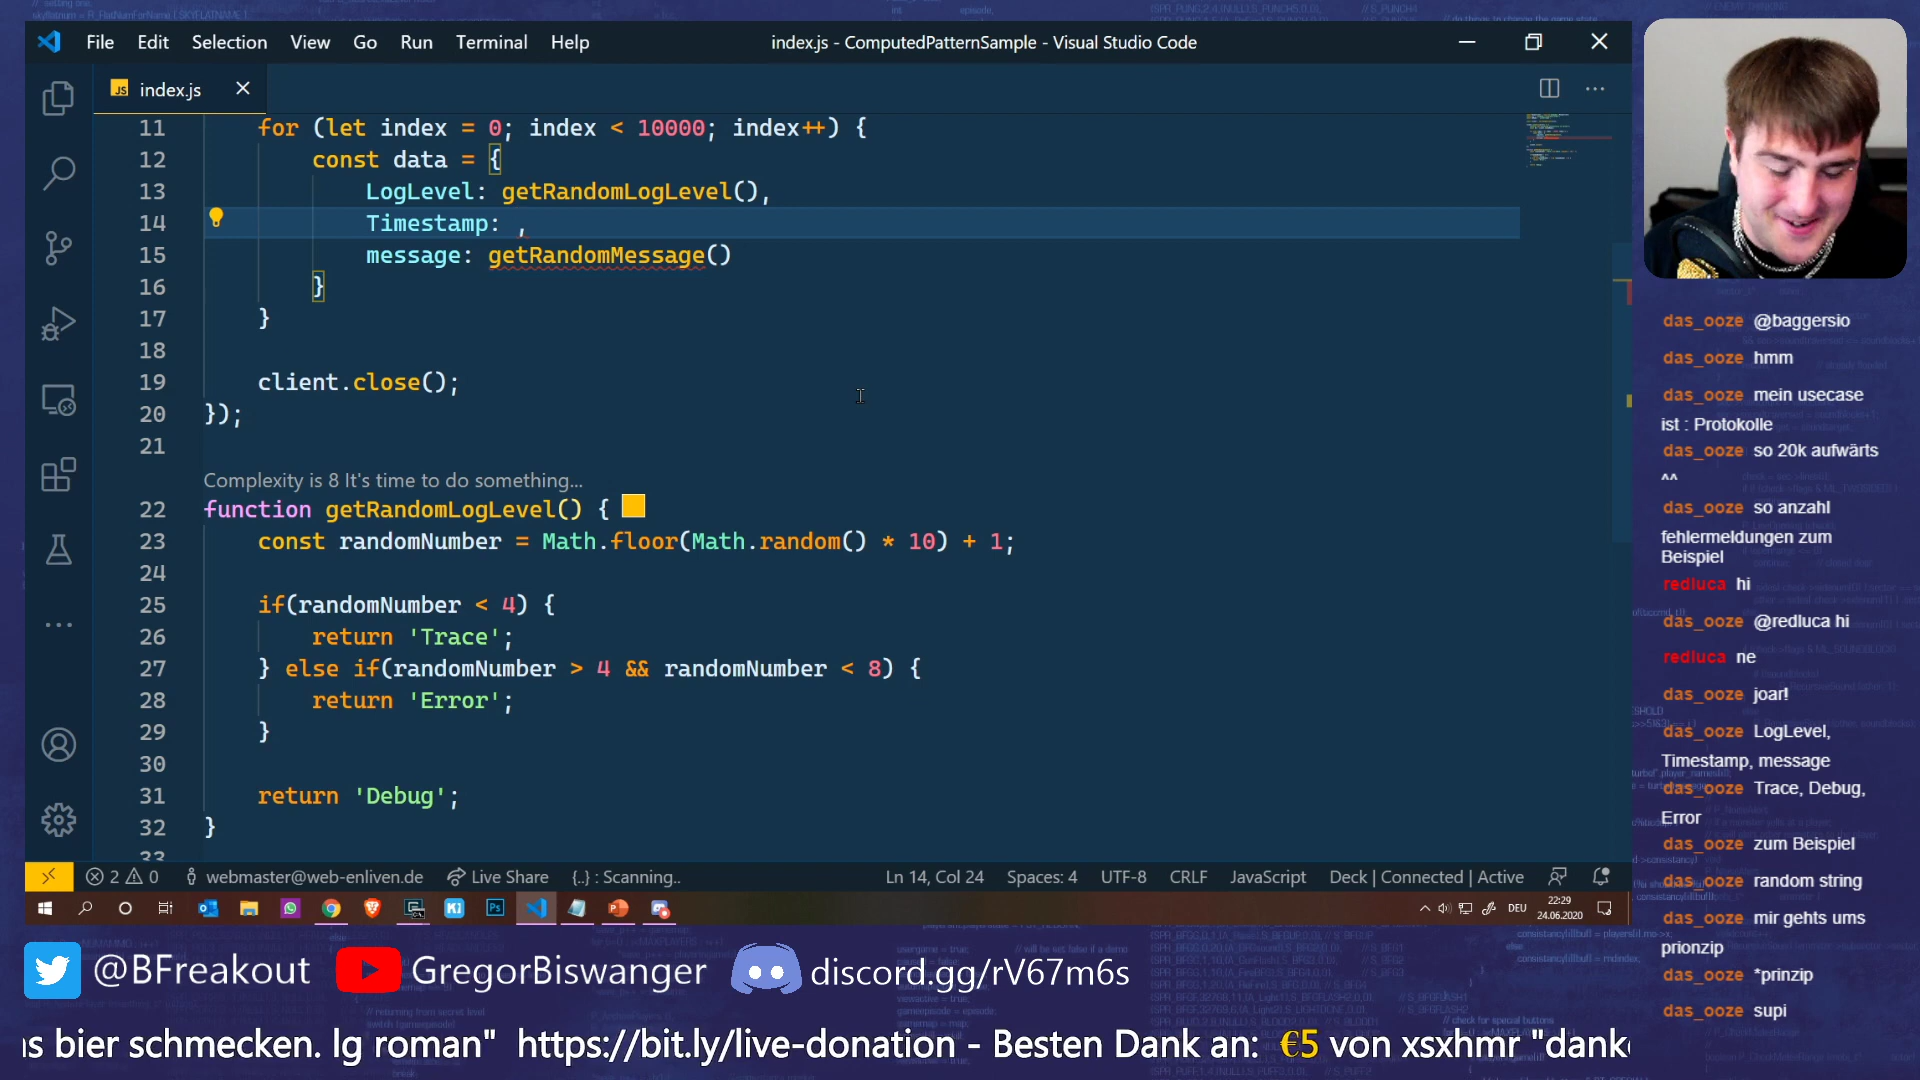 File Edit Selection View Go Run Terminal Help
index.js - ComputedPatternSample - Visual Studio Code
JS index.js
11 for (let index = 0; index < 10000; index++) {
12 const data = {
13 LogLevel: getRandomLogLevel(),
14 Timestamp: ,
15 message: getRandomMessage()
16 }
17 }
18
19 client.close();
20 });
21
Complexity is 8 It's time to do something...
22 function getRandomLogLevel() {
23 const randomNumber = Math.floor(Math.random() * 10) + 1;
24
25 if(randomNumber < 4) {
26 return 'Trace';
27 } else if(randomNumber > 4 && randomNumber < 8) {
28 return 'Error';
29 }
30
31 return 'Debug';
32 }
33
2 0 webmaster@web-enliven.de Live Share {..} : Scanning.. Ln 14, Col 24 Spaces: 4 UTF-8 CRLF JavaScript Deck | Connected | Active
DEU 22:29
24.06.2020
das_ooze @baggersio
das_ooze hmm
das_ooze mein usecase
ist : Protokolle
das_ooze so 20k aufwärts
^^
das_ooze so anzahl
fehlermeldungen zum
Beispiel
redluca hi
das_ooze @redluca hi
redluca ne
das_ooze joar!
das_ooze LogLevel,
Timestamp, message
das_ooze Trace, Debug,
Error
das_ooze zum Beispiel
das_ooze random string
das_ooze mir gehts ums
prionzip
das_ooze *prinzip
das_ooze supi
@BFreakout GregorBiswanger discord.gg/rV67m6s
s bier schmecken. lg roman" https://bit.ly/live-donation - Besten Dank an: €5 von xsxhmr "dank